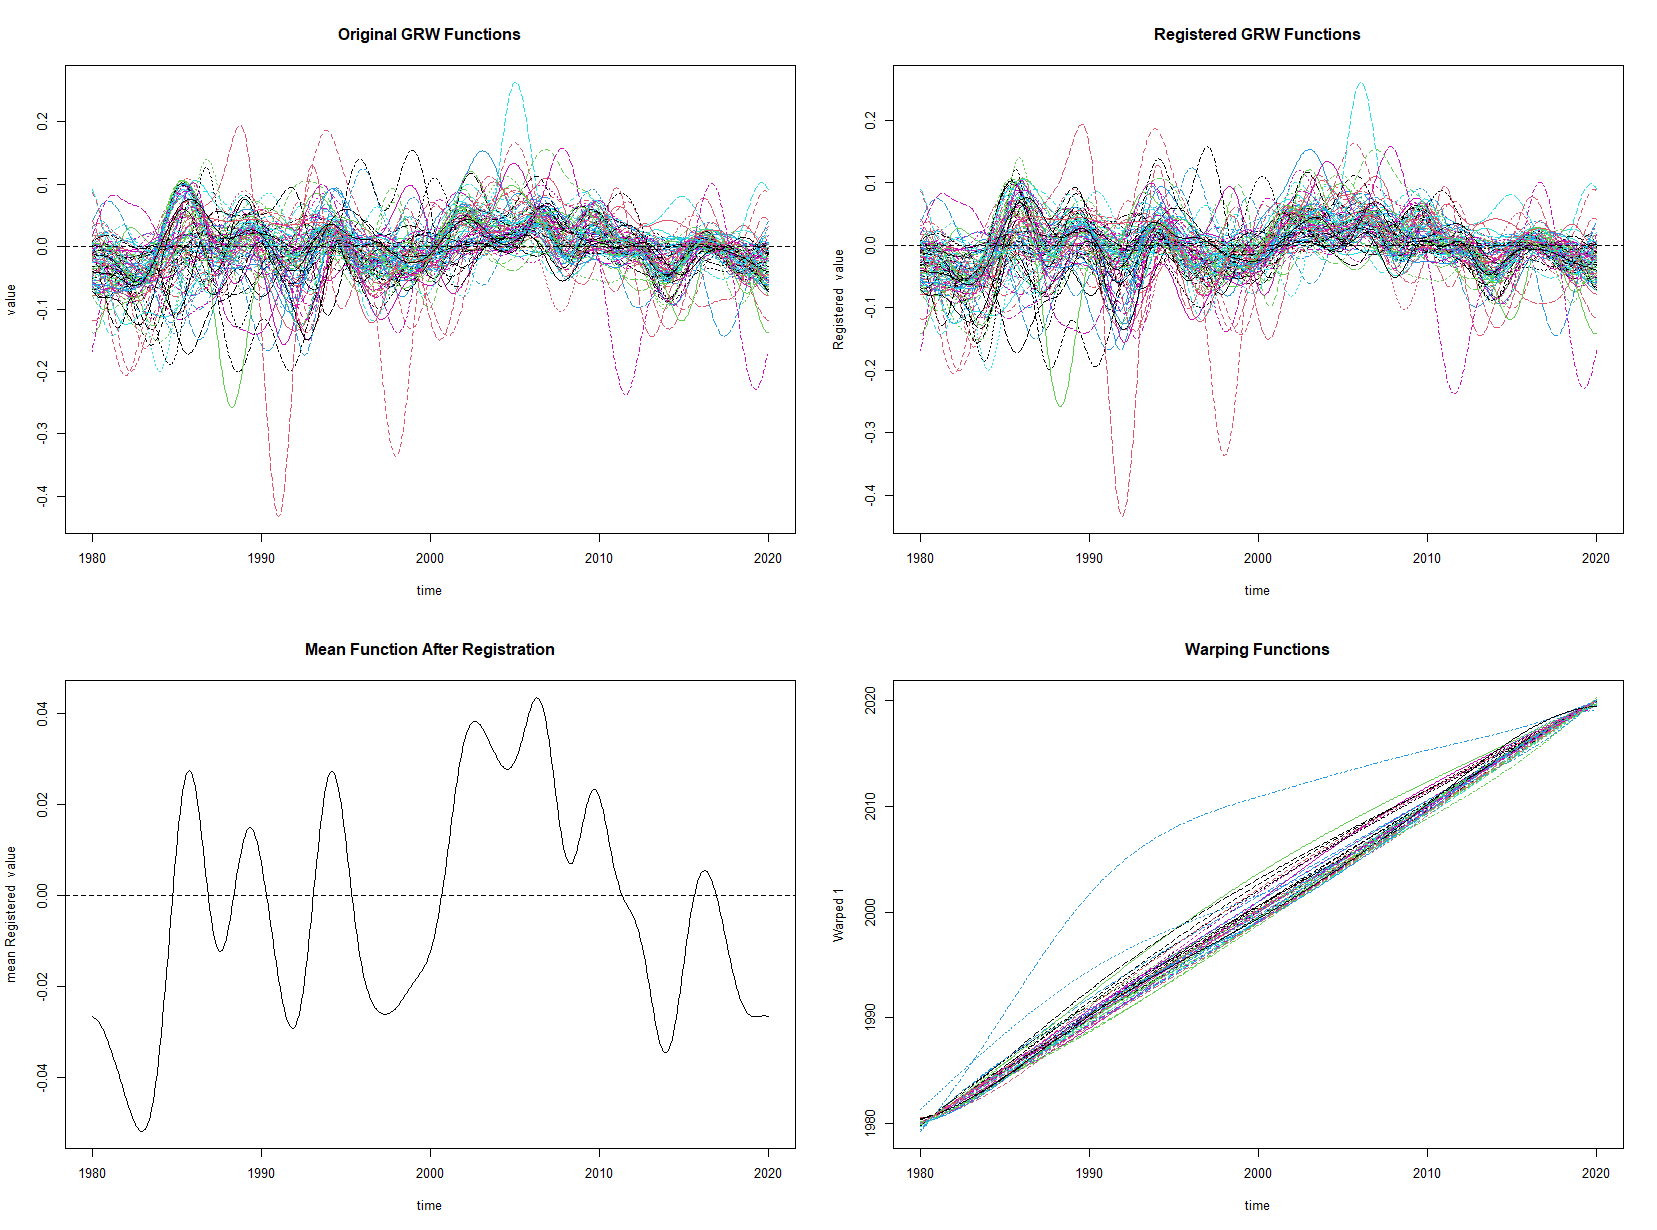 Original GRW Functions
value
0.2
0.1
0.0
-0.1
-0.2
-0.3
-0.4
1980 1990 2000 2010 2020
time
Registered GRW Functions
Registered value
0.2
0.1
0.0
-0.1
-0.2
-0.3
-0.4
1980 1990 2000 2010 2020
time
Mean Function After Registration
mean Registered value
0.04
0.02
0.00
-0.02
-0.04
1980 1990 2000 2010 2020
time
Warping Functions
Warped 1
2020
2010
2000
1990
1980
1980 1990 2000 2010 2020
time